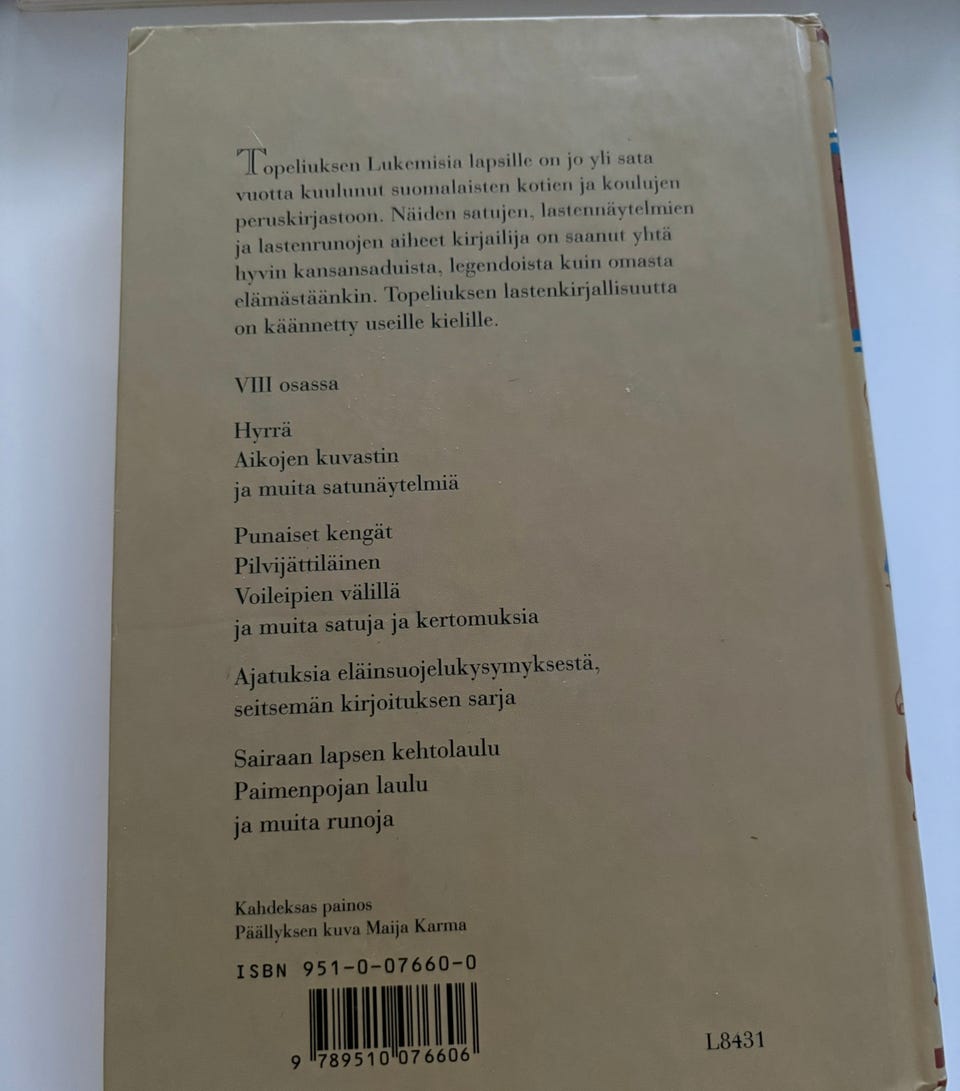 Topeliuksen Lukemisia lapsille on jo yli sata
vuotta kuulunut suomalaisten kotien ja koulujen
peruskirjastoon. Näiden satujen, lastennäytelmien
ja lastenrunojen aiheet kirjailija on saanut yhtä
hyvin kansansaduista, legendoista kuin omasta
elämästäänkin. Topeliuksen lastenkirjallisuutta
on käännetty useille kielille.
VIII osassa
Hyrrä
Aikojen kuvastin
ja muita satunäytelmiä
Punaiset kengät
Pilvijättiläinen
Voileipien välillä
ja muita satuja ja kertomuksia
Ajatuksia eläinsuojelukysymyksestä,
seitsemän kirjoituksen sarja
Sairaan lapsen kehtolaulu
Paimenpojan laulu
ja muita runoja
Kahdeksas painos
Päällyksen kuva Maija Karma
ISBN 951-0-07660-0
9 789510 076606
L8431